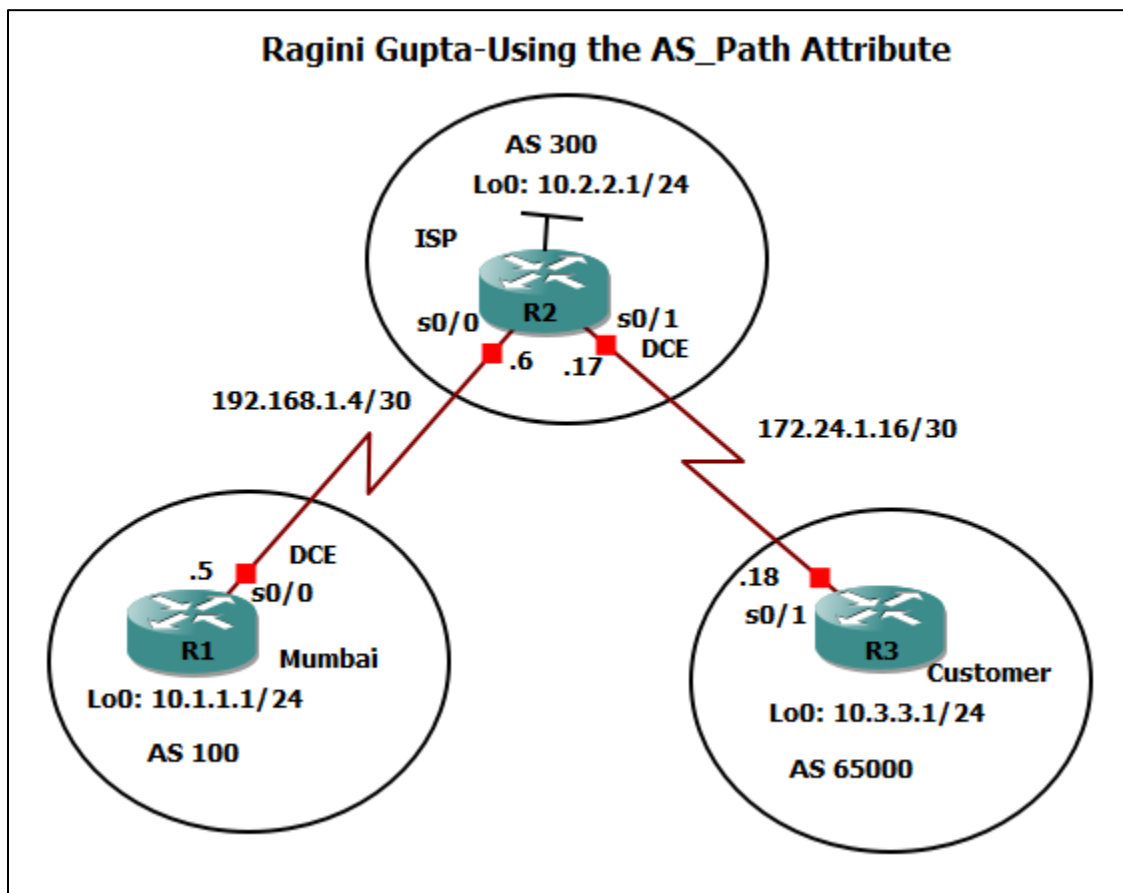 Ragini Gupta-Using the AS_Path Attribute
AS 300
Lo0: 10.2.2.1/24
ISP
R2
s0/0
s0/1
DCE
.6
.17
192.168.1.4/30
172.24.1.16/30
DCE
.5
s0/0
R1
Mumbai
Lo0: 10.1.1.1/24
AS 100
.18
s0/1
R3
Customer
Lo0: 10.3.3.1/24
AS 65000